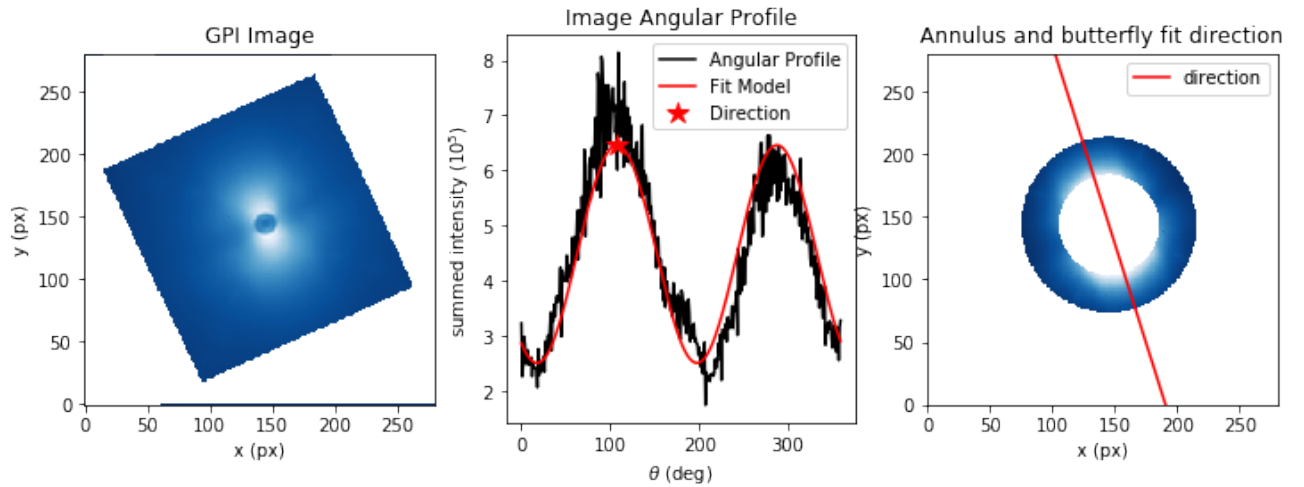 GPI Image
250
200
150
100
50
0
0 50 100 150 200 250
x (px)
y (px)
Image Angular Profile
8
7
6
5
4
3
2
0 100 200 300
θ (deg)
summed intensity (10⁵)
Angular Profile
Fit Model
Direction
Annulus and butterfly fit direction
250
200
150
100
50
0
0 50 100 150 200 250
x (px)
y (px)
direction